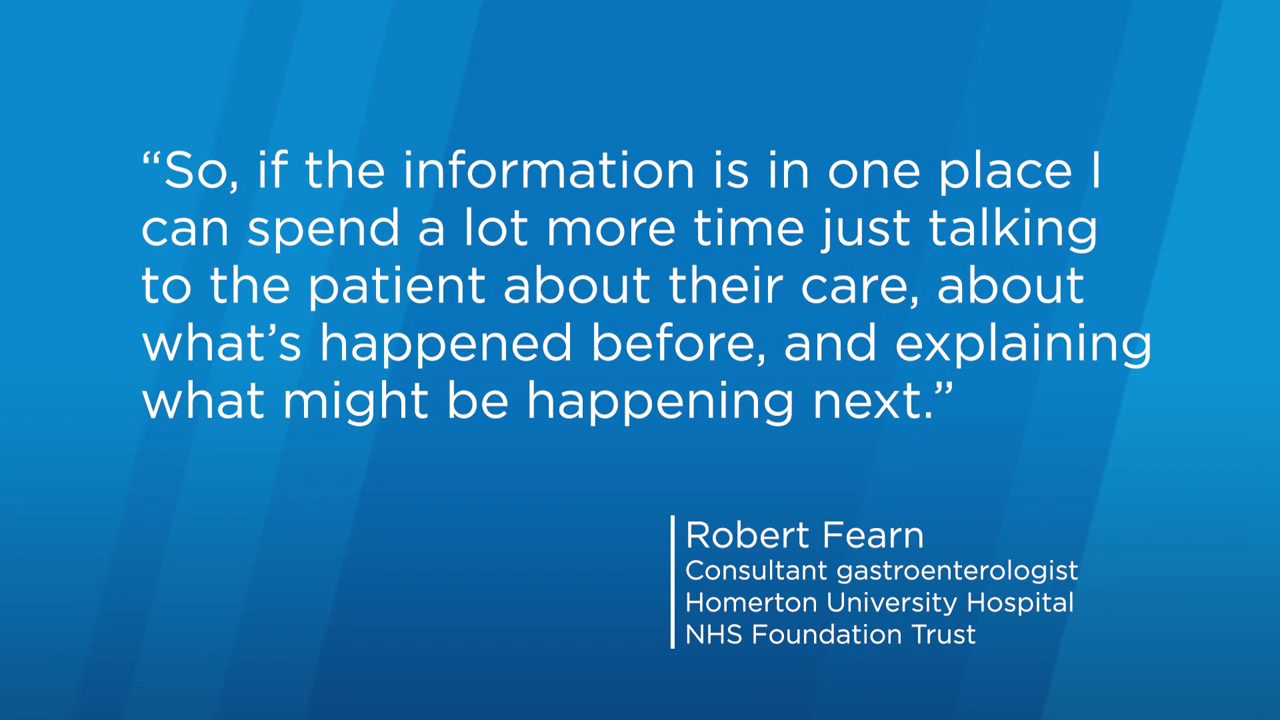 “So, if the information is in one place I
can spend a lot more time just talking
to the patient about their care, about
what’s happened before, and explaining
what might be happening next.”
Robert Fearn
Consultant gastroenterologist
Homerton University Hospital
NHS Foundation Trust